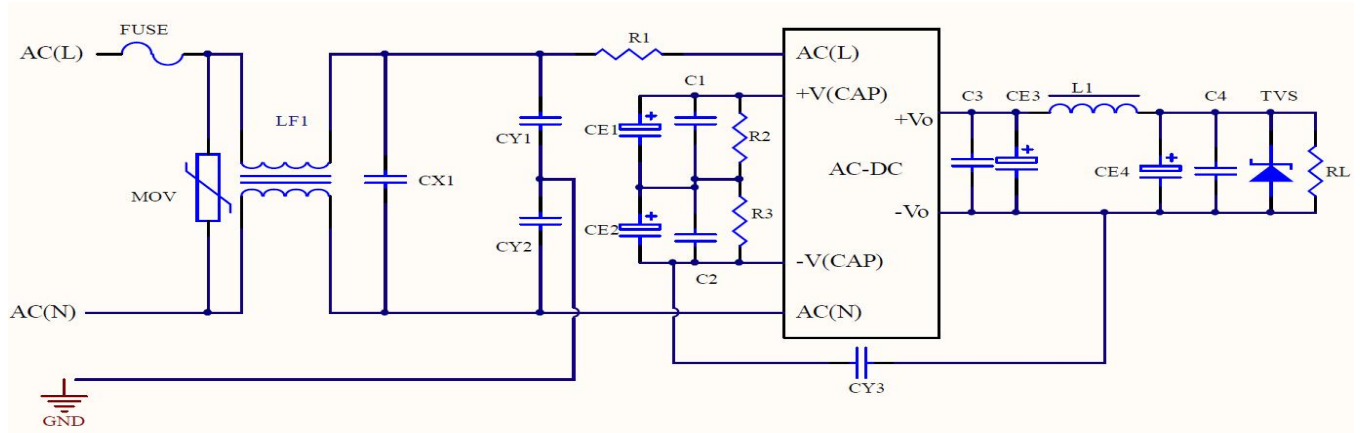 FUSE
AC(L)
MOV
LF1
AC(N)
GND
CX1
CY1
CY2
R1
C1
CE1
R2
CE2
R3
C2
AC(L)
+V(CAP)
AC-DC
-V(CAP)
AC(N)
+Vo
-Vo
CY3
C3
CE3
L1
CE4
C4
TVS
RL
+
+
+
+